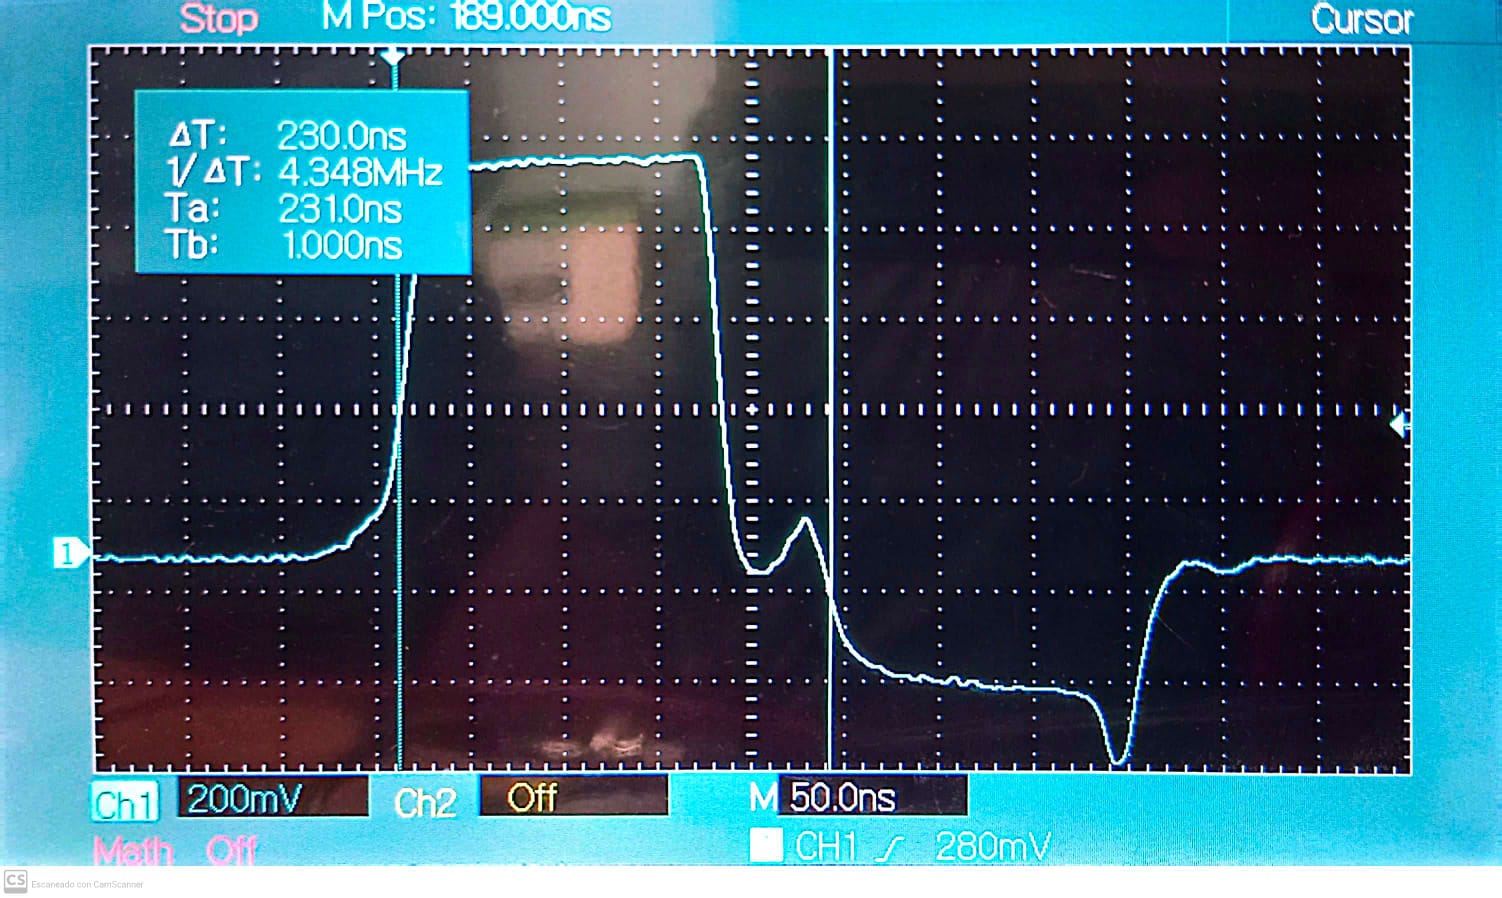 Stop M Pos: 189.000ns Cursor
ΔT: 230.0ns
1/ΔT: 4.348MHz
Ta: 231.0ns
Tb: 1.000ns
1
Ch1 200mV Ch2 Off M 50.0ns
Math Off CH1 280mV
CS Escaneado con CamScanner